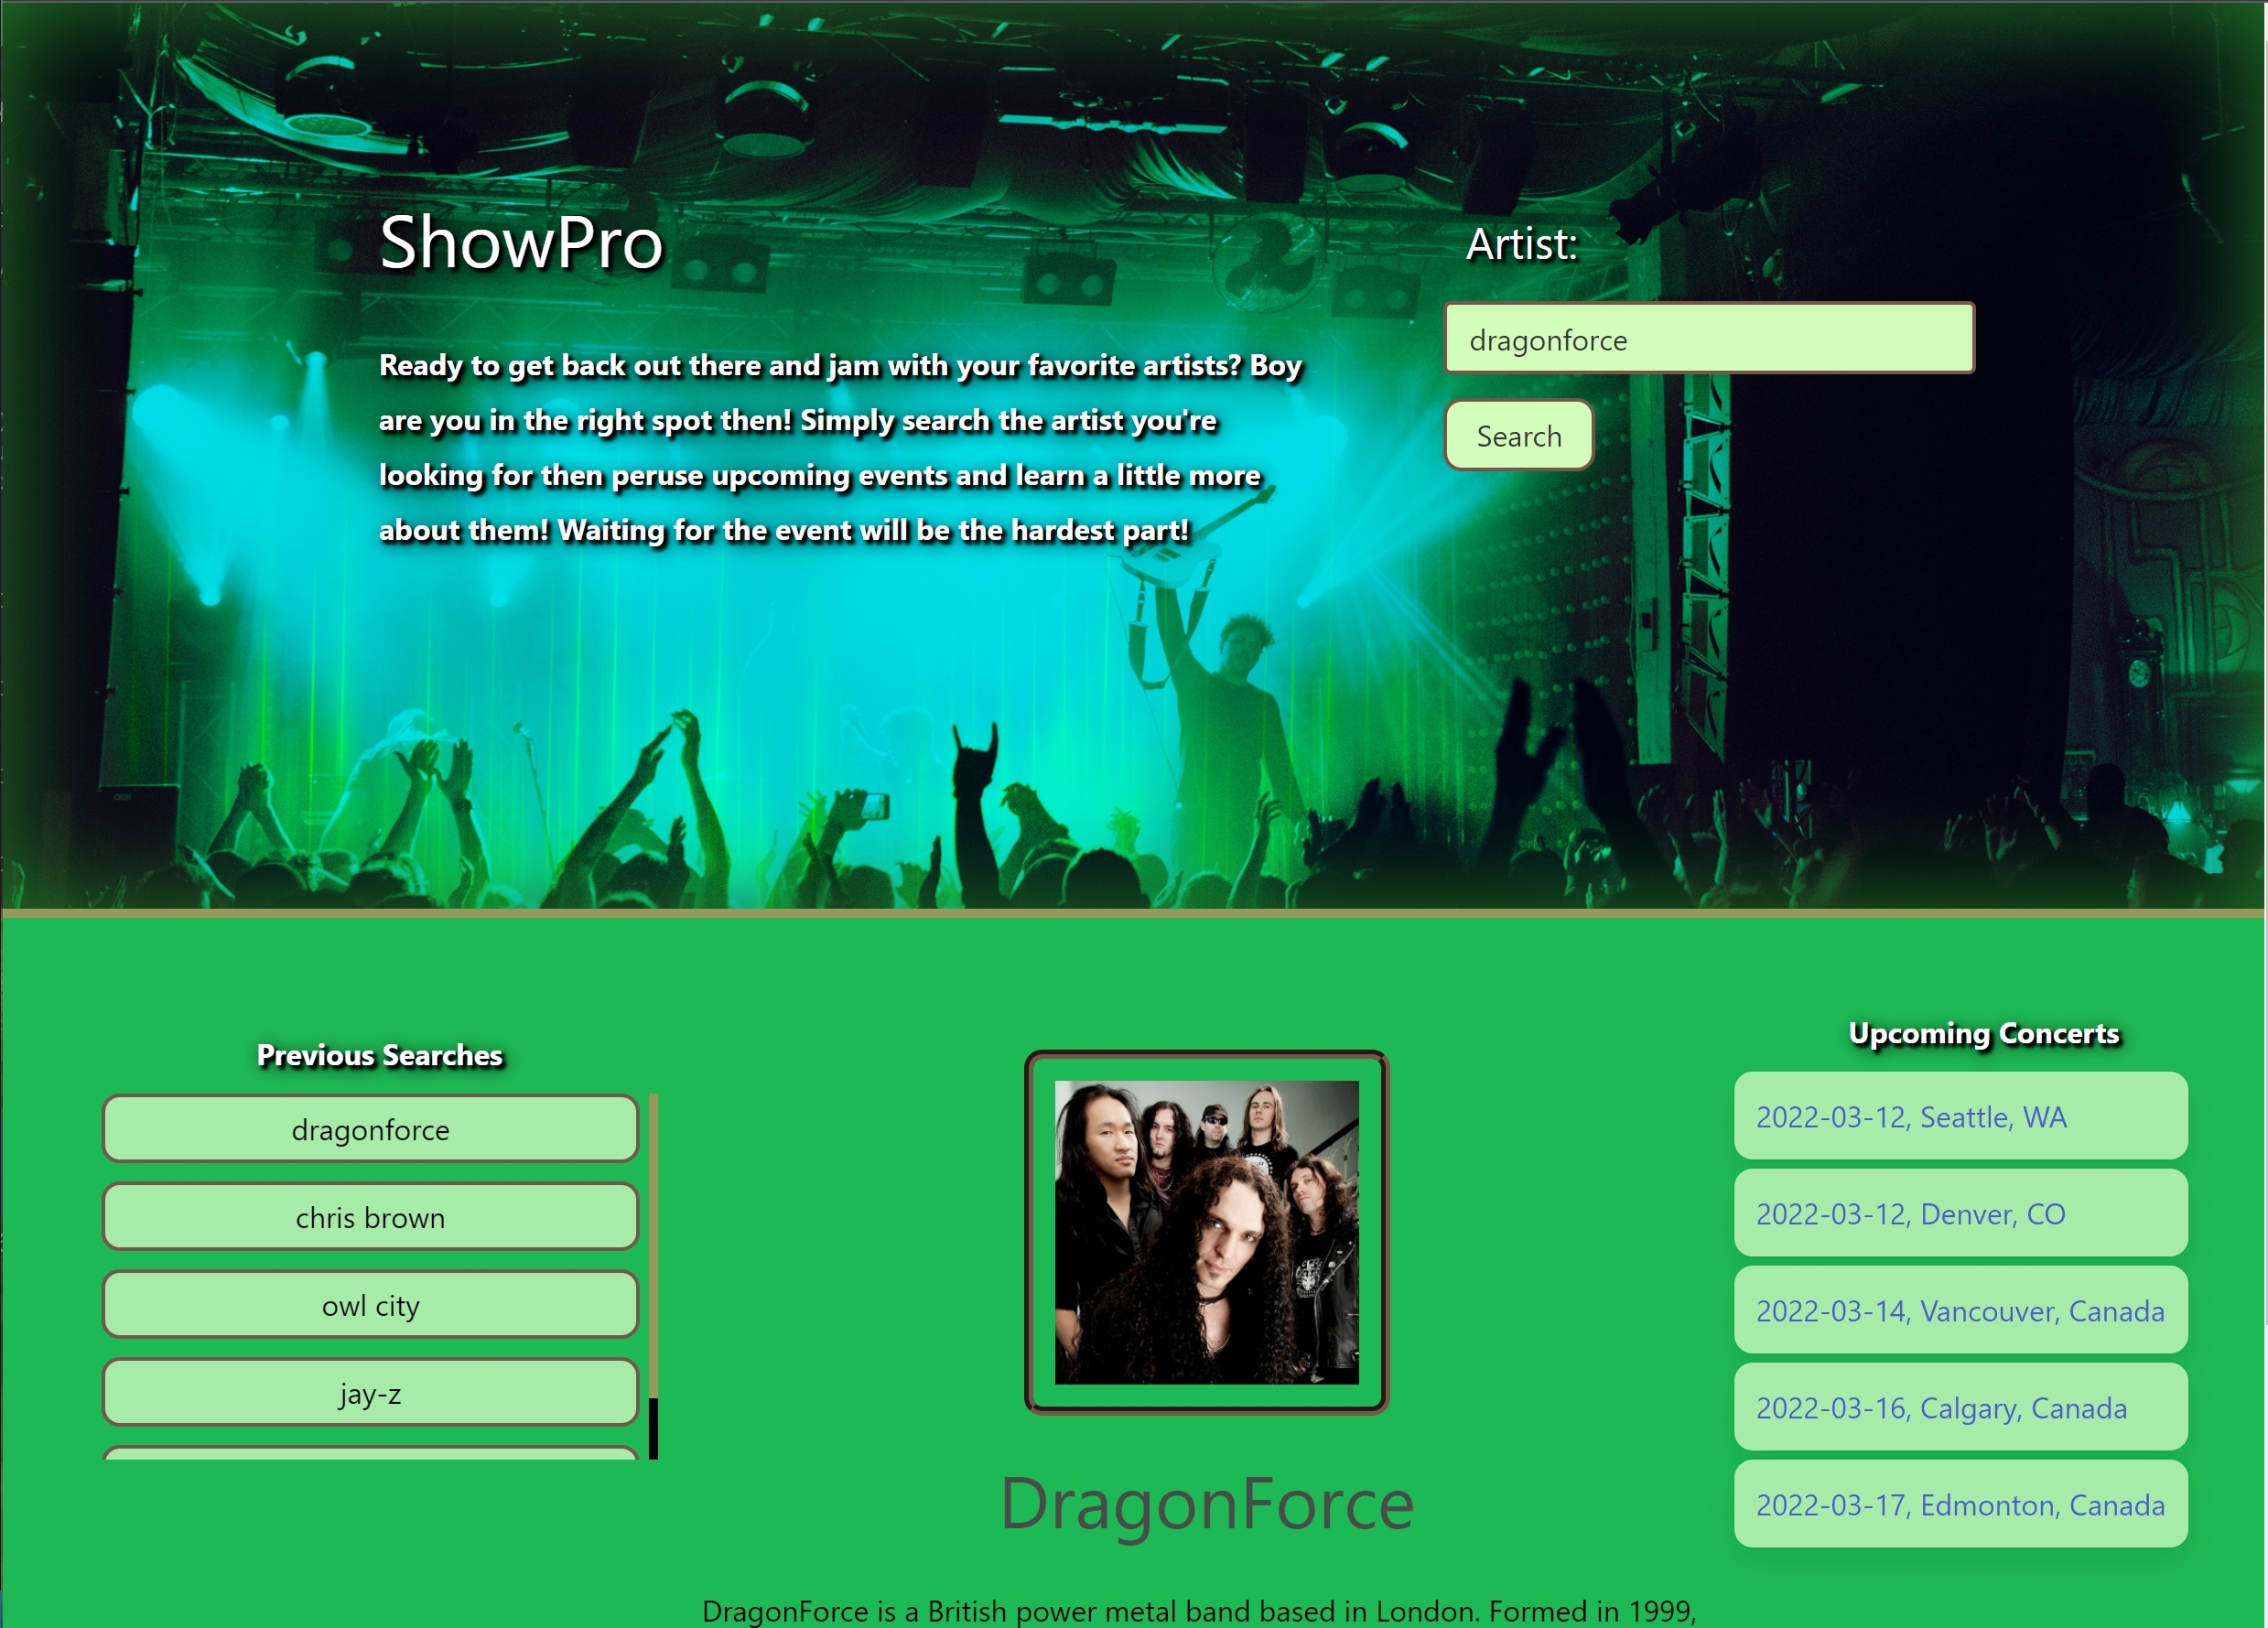 ShowPro
Ready to get back out there and jam with your favorite artists? Boy
are you in the right spot then! Simply search the artist you're
looking for then peruse upcoming events and learn a little more
about them! Waiting for the event will be the hardest part!
Artist:
dragonforce
Search
Previous Searches
dragonforce
chris brown
owl city
jay-z
DragonForce
DragonForce is a British power metal band based in London. Formed in 1999,
Upcoming Concerts
2022-03-12, Seattle, WA
2022-03-12, Denver, CO
2022-03-14, Vancouver, Canada
2022-03-16, Calgary, Canada
2022-03-17, Edmonton, Canada